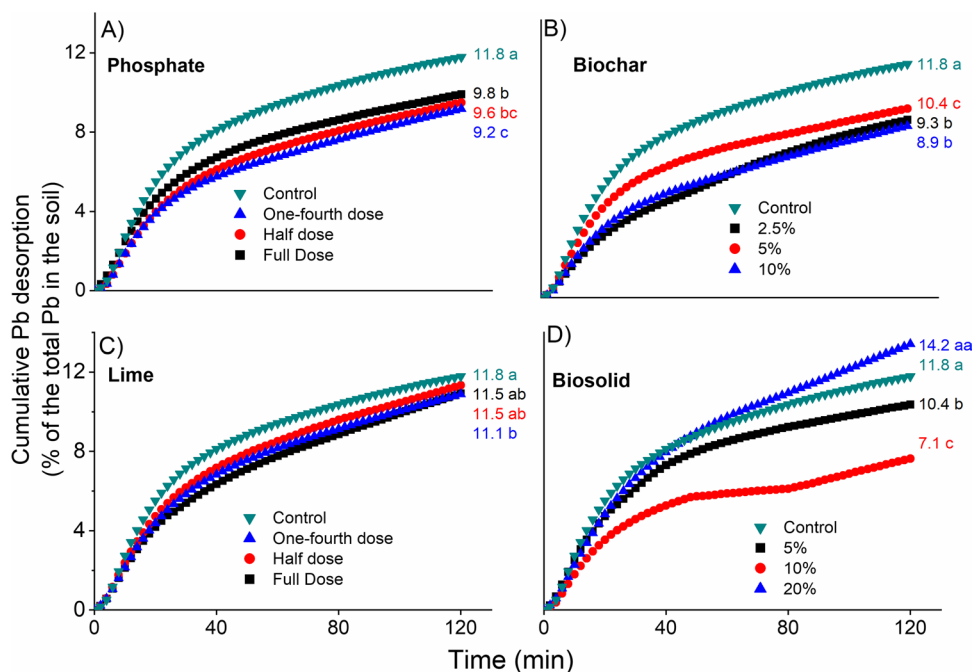 A)
Phosphate
12
8
4
0
11.8 a
9.8 b
9.6 bc
9.2 c
Control
One-fourth dose
Half dose
Full Dose
B)
Biochar
11.8 a
10.4 c
9.3 b
8.9 b
Control
2.5%
5%
10%
Cumulative Pb desorption
(% of the total Pb in the soil)
C)
Lime
12
8
4
0
11.8 a
11.5 ab
11.5 ab
11.1 b
Control
One-fourth dose
Half dose
Full Dose
0
40
80
120
D)
Biosolid
14.2 aa
11.8 a
10.4 b
7.1 c
Control
5%
10%
20%
0
40
80
120
Time (min)